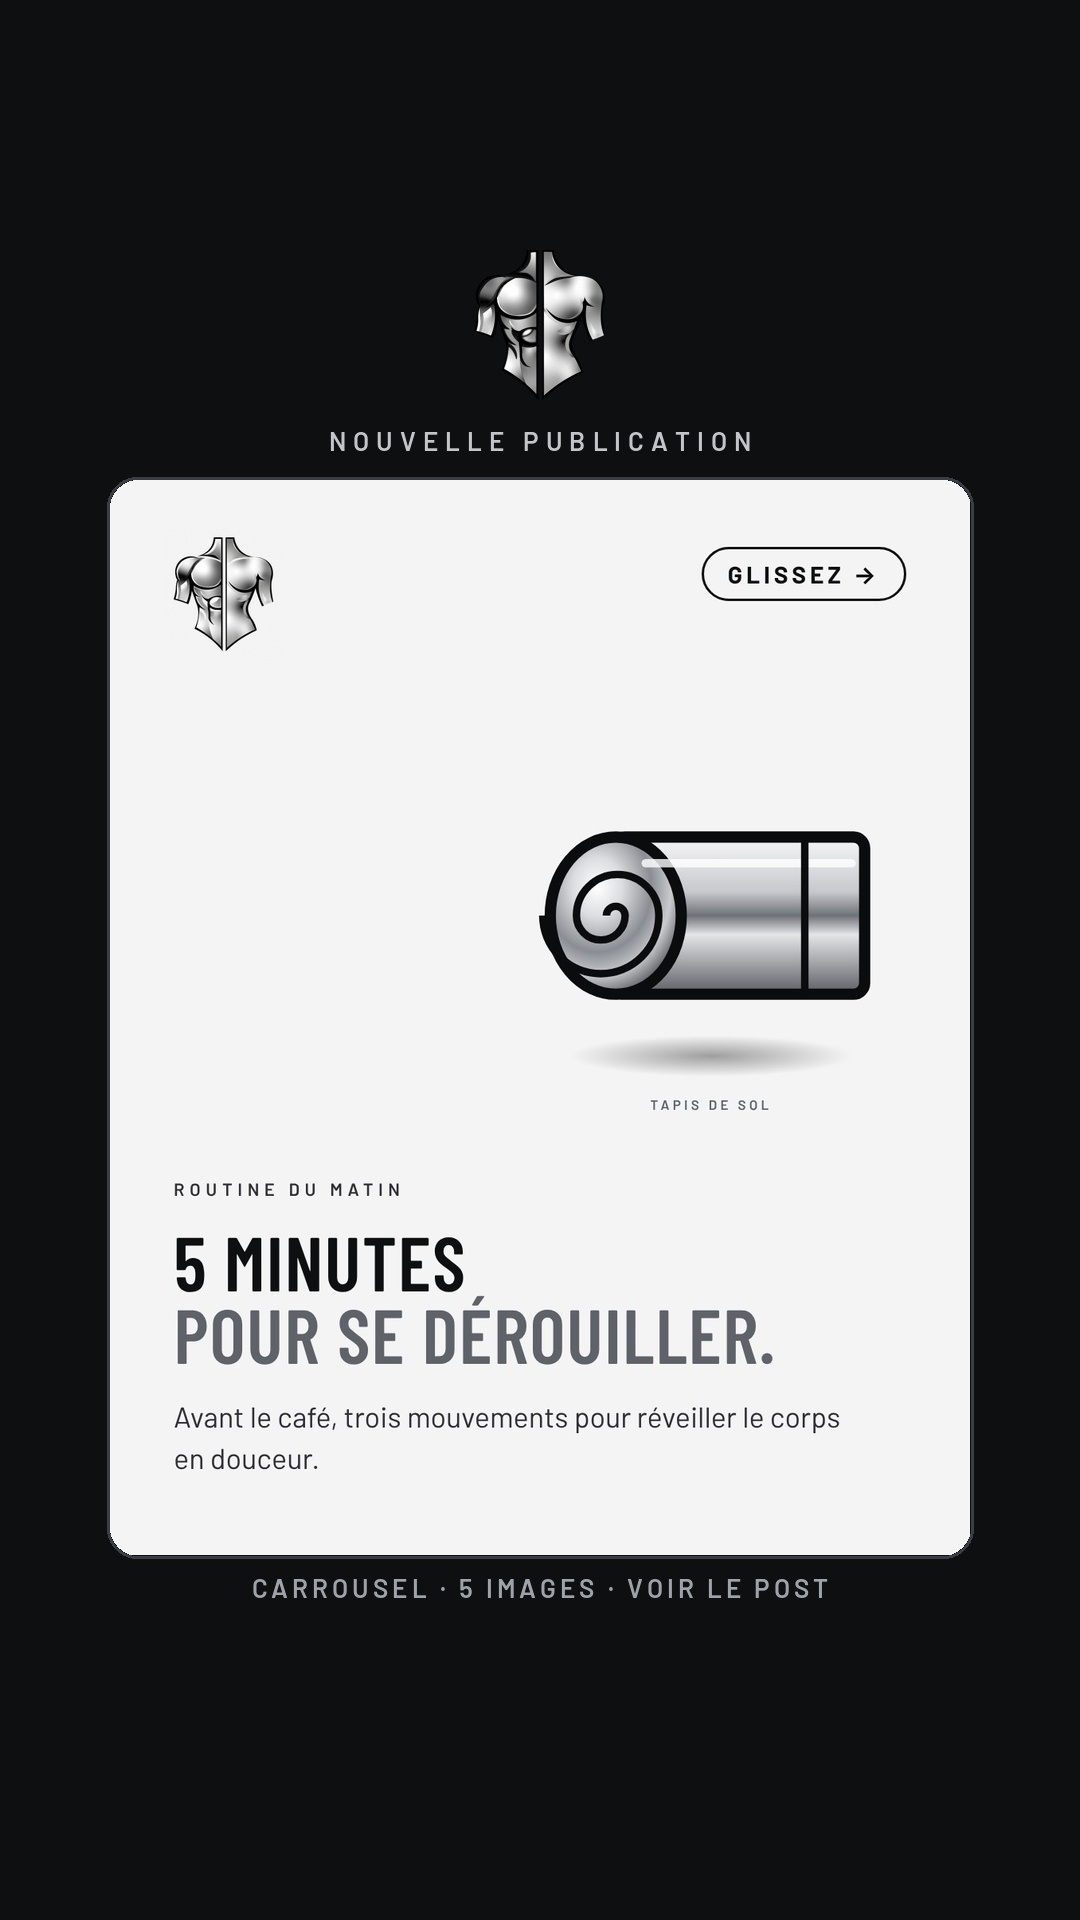 NOUVELLE PUBLICATION
GLISSEZ →
TAPIS DE SOL
ROUTINE DU MATIN
5 MINUTES
POUR SE DÉROUILLER.
Avant le café, trois mouvements pour réveiller le corps
en douceur.
CARROUSEL · 5 IMAGES · VOIR LE POST